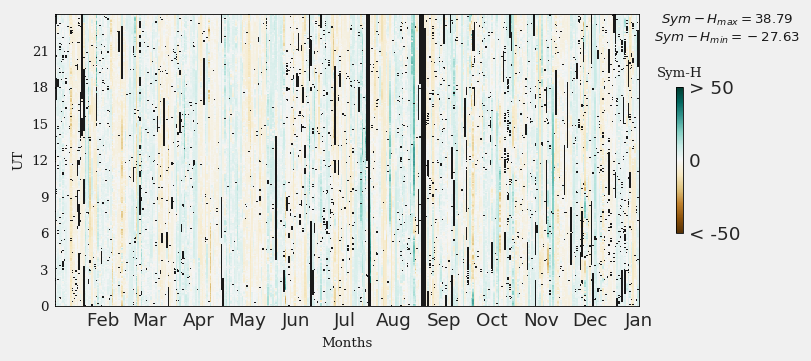 Sym − H_max = 38.79
Sym − H_min = −27.63
Sym-H
> 50
0
< -50
21
18
15
12
9
6
3
0
UT
Feb Mar Apr May Jun Jul Aug Sep Oct Nov Dec Jan
Months